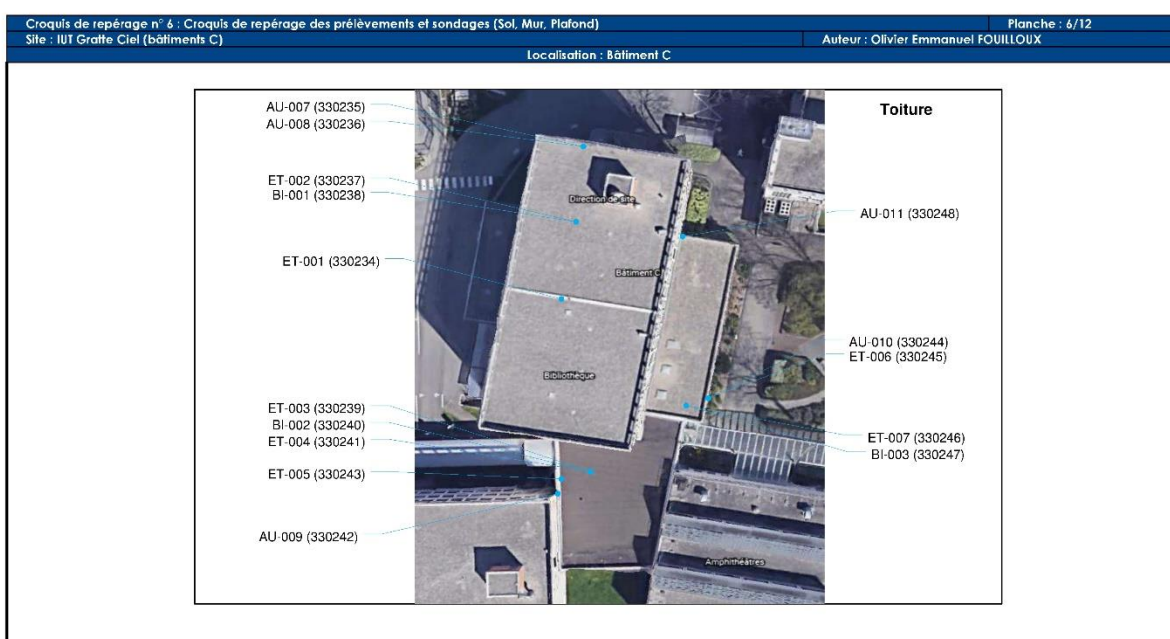 Croquis de repérage n° 6 : Croquis de repérage des prélèvements et sondages (Sol, Mur, Plafond) Planche : 6/12
Site : IUT Gratte Ciel (bâtiments C) Auteur : Olivier Emmanuel FOUILLOUX
Localisation : Bâtiment C
Toiture
AU-007 (330235)
AU-008 (330236)
ET-002 (330237)
BI-001 (330238)
ET-001 (330234)
ET-003 (330239)
BI-002 (330240)
ET-004 (330241)
ET-005 (330243)
AU-009 (330242)
Direction de site
Bâtiment C
Bibliothèque
Amphithéâtres
AU-011 (330248)
AU-010 (330244)
ET-006 (330245)
ET-007 (330246)
BI-003 (330247)